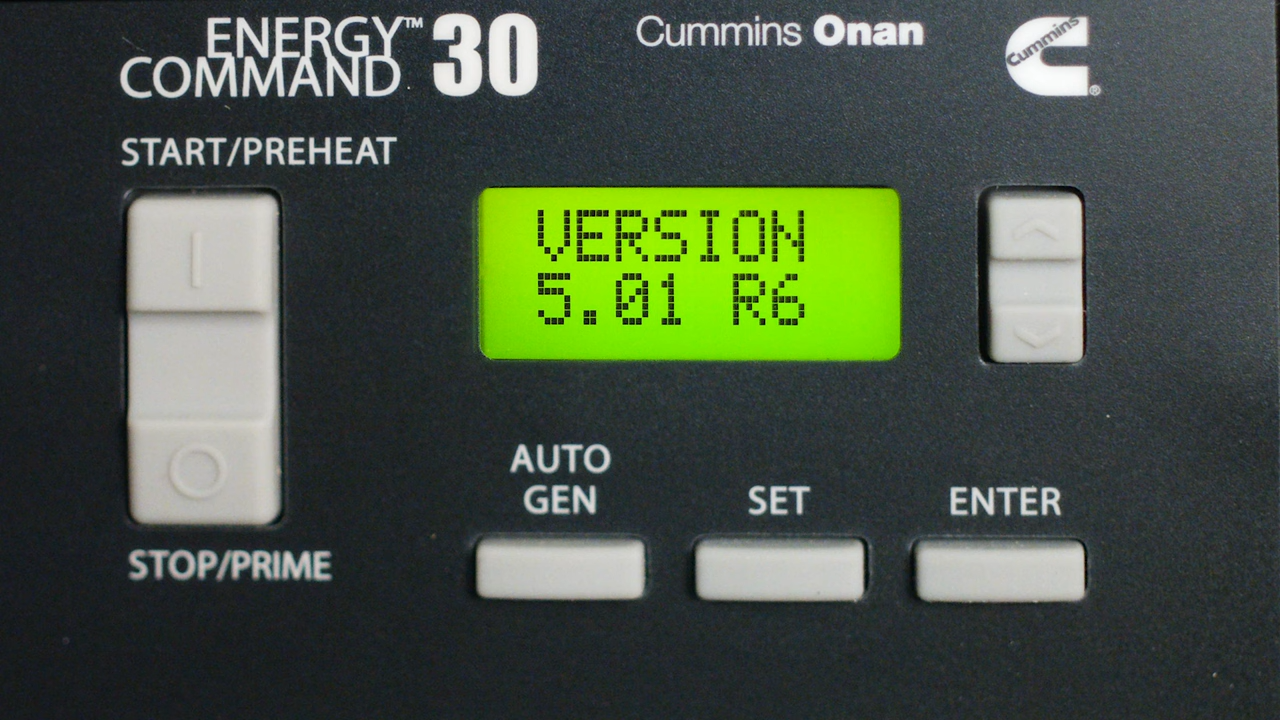 ENERGY™
COMMAND 30
Cummins Onan
Cummins ®
START/PREHEAT
VERSION
5.01 R6
AUTO
GEN
SET
ENTER
STOP/PRIME